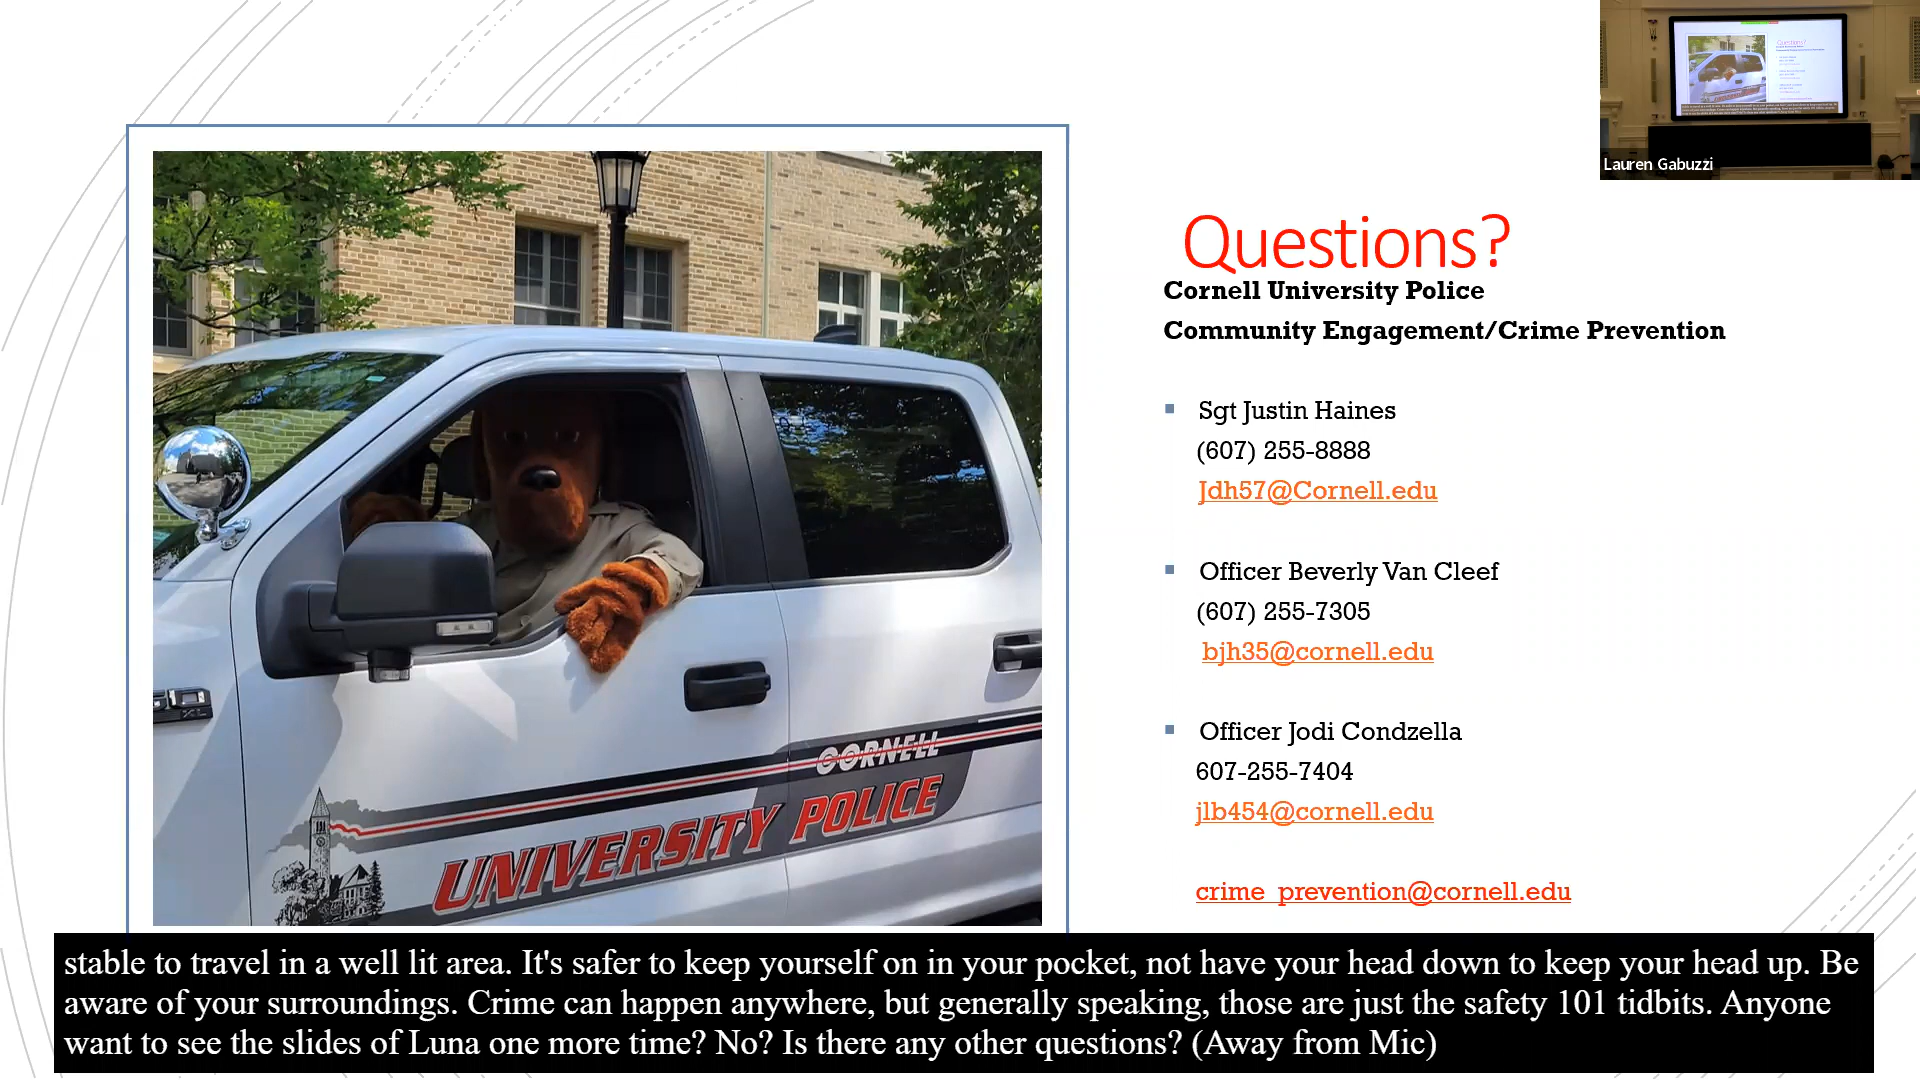 Lauren Gabuzzi
Questions?
Cornell University Police
Community Engagement/Crime Prevention
Sgt Justin Haines
(607) 255-8888
Jdh57@Cornell.edu
Officer Beverly Van Cleef
(607) 255-7305
bjh35@cornell.edu
Officer Jodi Condzella
607-255-7404
jlb454@cornell.edu
crime_prevention@cornell.edu
XL
CORNELL
UNIVERSITY POLICE
stable to travel in a well lit area. It's safer to keep yourself on in your pocket, not have your head down to keep your head up. Be
aware of your surroundings. Crime can happen anywhere, but generally speaking, those are just the safety 101 tidbits. Anyone
want to see the slides of Luna one more time? No? Is there any other questions? (Away from Mic)